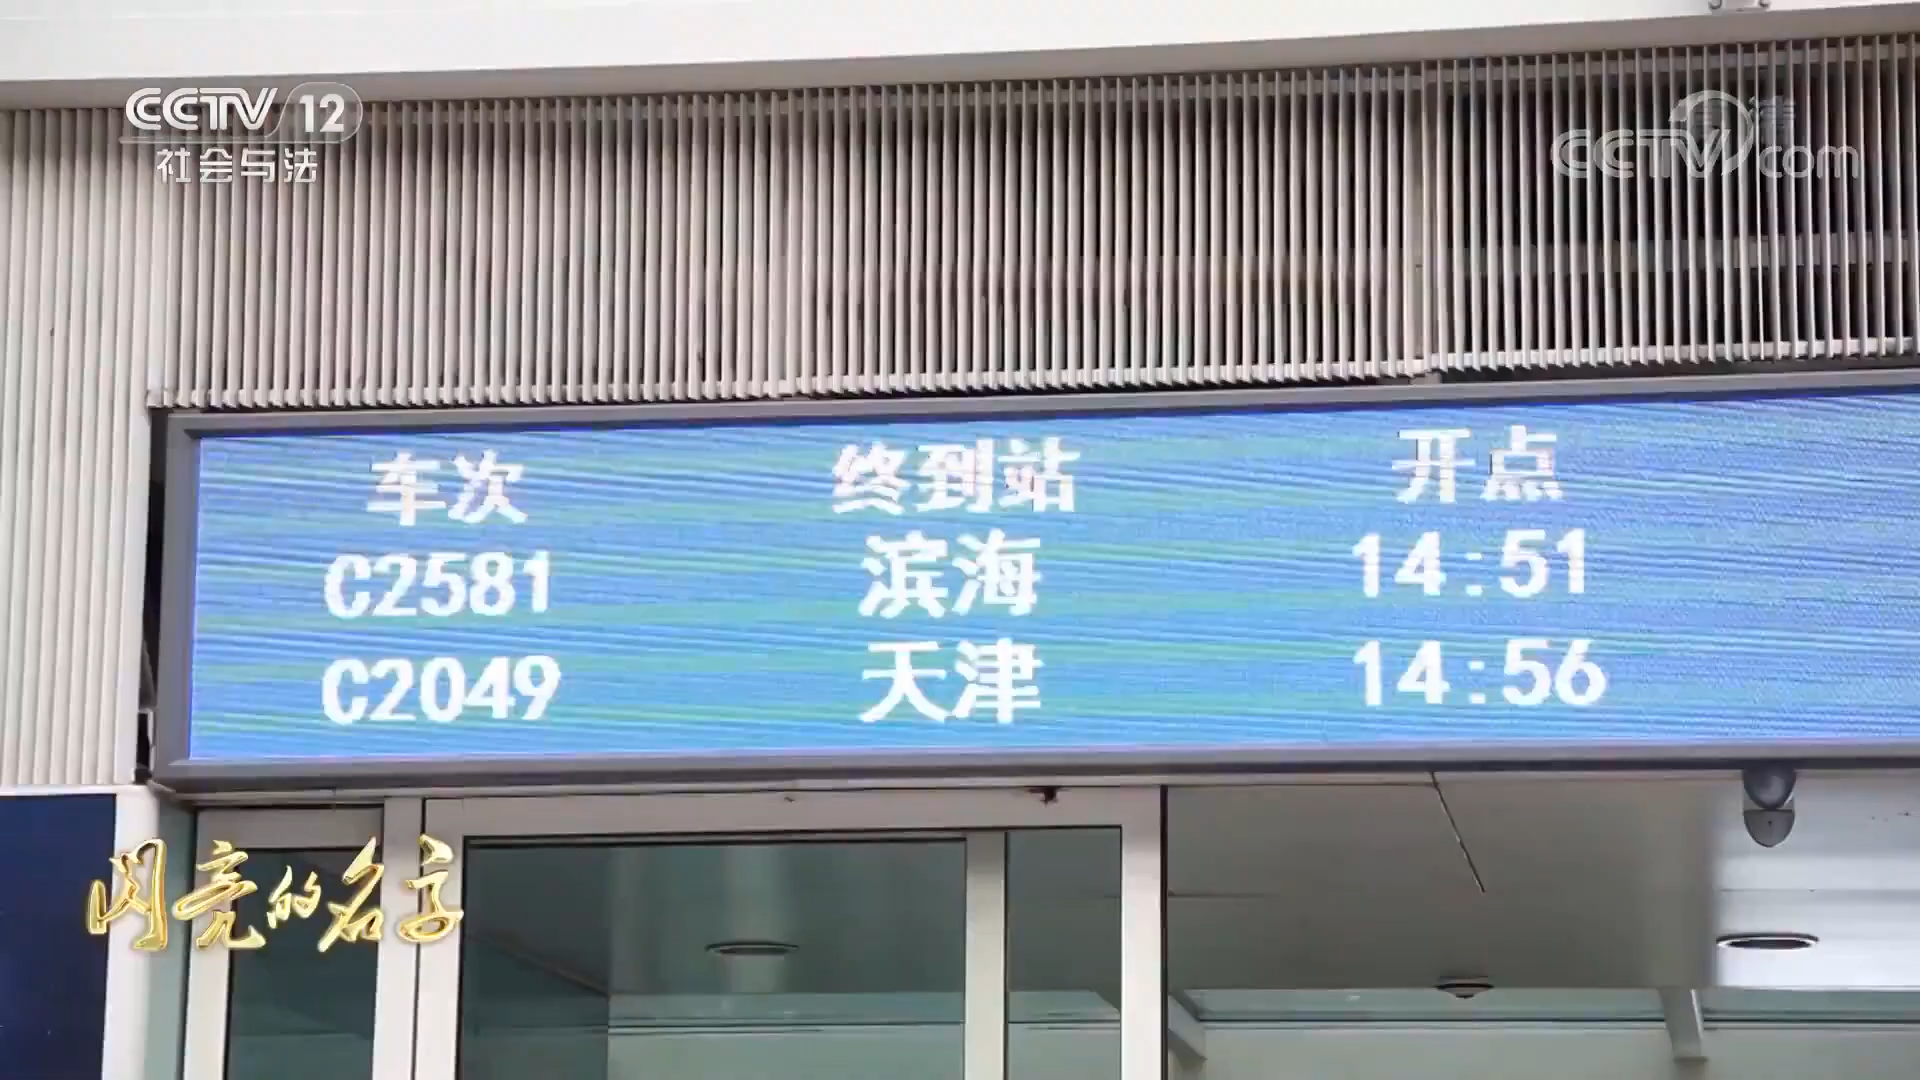 CCTV 12
社会与法
CCTV.com
车次 终到站 开点
C2581 滨海 14:51
C2049 天津 14:56
闪亮的名字